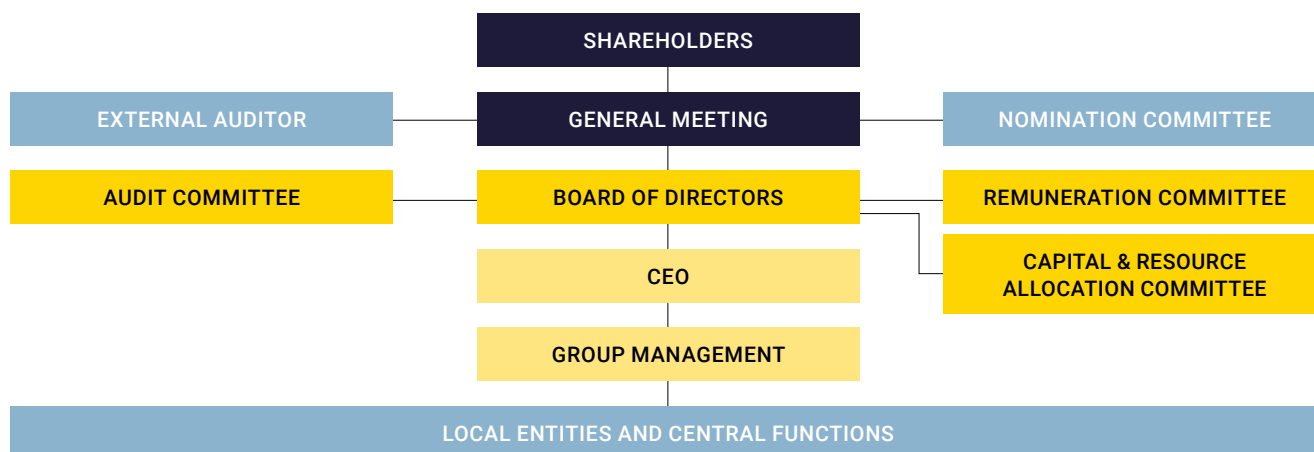 SHAREHOLDERS
EXTERNAL AUDITOR
GENERAL MEETING
NOMINATION COMMITTEE
AUDIT COMMITTEE
BOARD OF DIRECTORS
REMUNERATION COMMITTEE
CAPITAL & RESOURCE
ALLOCATION COMMITTEE
CEO
GROUP MANAGEMENT
LOCAL ENTITIES AND CENTRAL FUNCTIONS